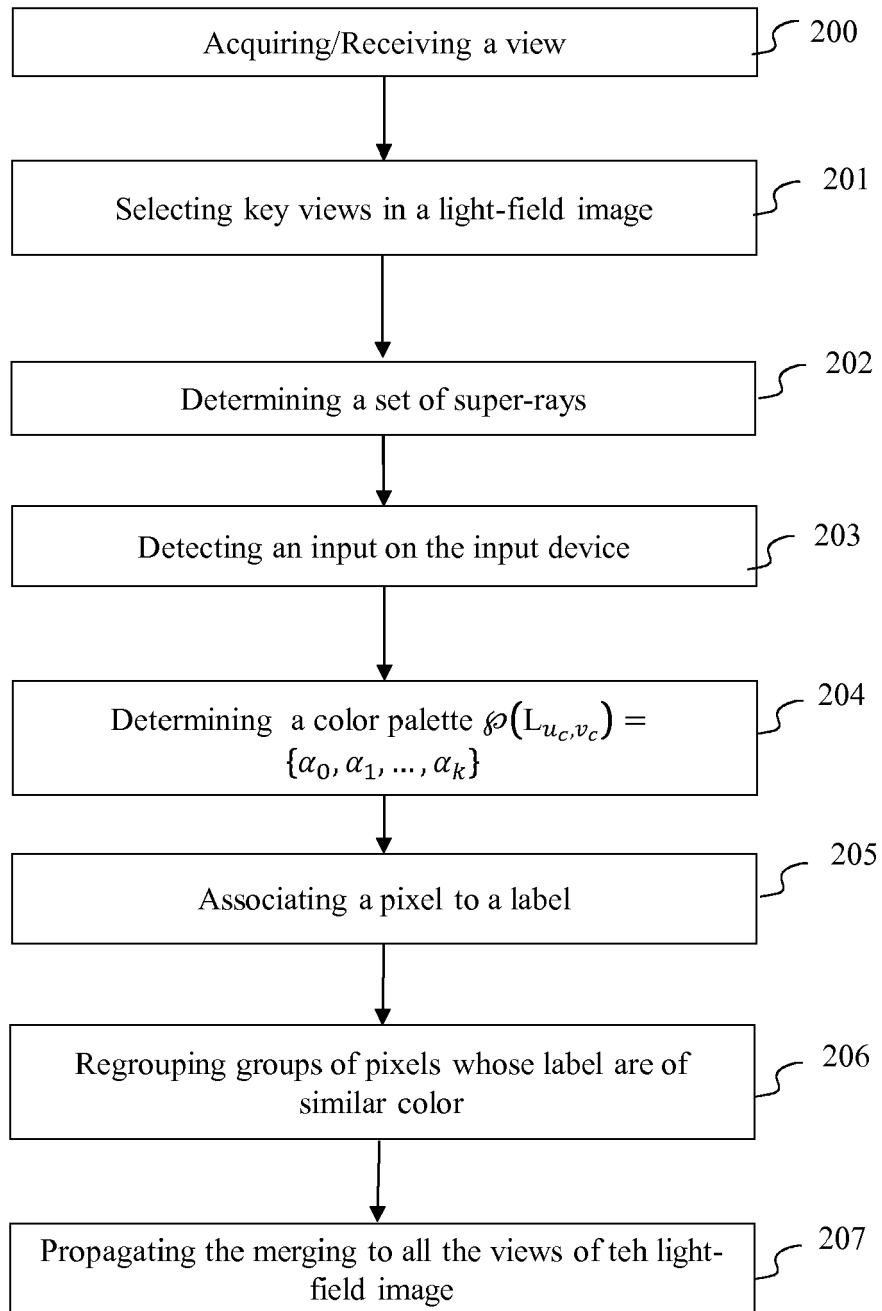 Acquiring/Receiving a view
200
Selecting key views in a light-field image
201
Determining a set of super-rays
202
Detecting an input on the input device
203
Determining a color palette ℘(L_{u_c,v_c}) =
{α_0, α_1, …, α_k}
204
Associating a pixel to a label
205
Regrouping groups of pixels whose label are of
similar color
206
Propagating the merging to all the views of teh light-
field image
207